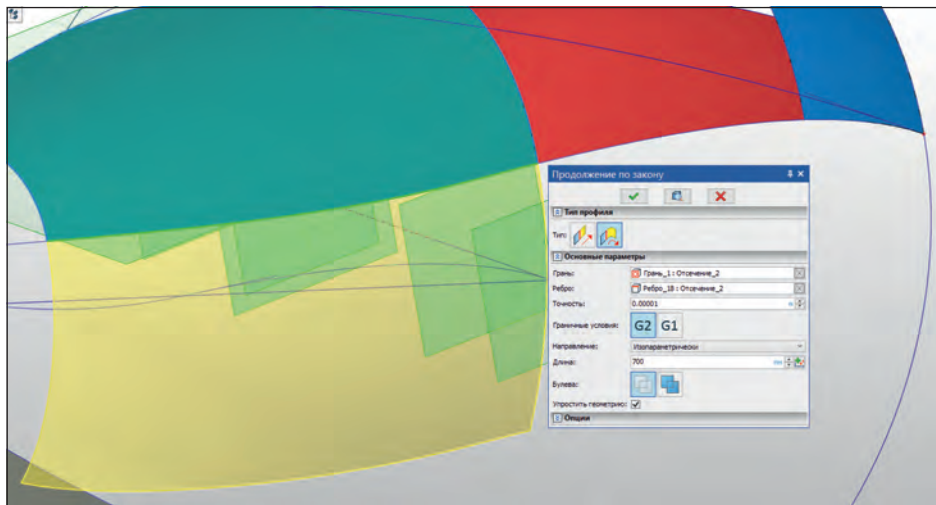 Продолжение по закону
Тип профиля
Тип:
Основные параметры
Грань: Грань_1 : Отсечение_2
Ребро: Ребро_18 : Отсечение_2
Точность: 0.00001
Граничные условия: G2 G1
Направление: Изопараметрически
Длина: 700
Булева:
Упростить геометрию:
Опции